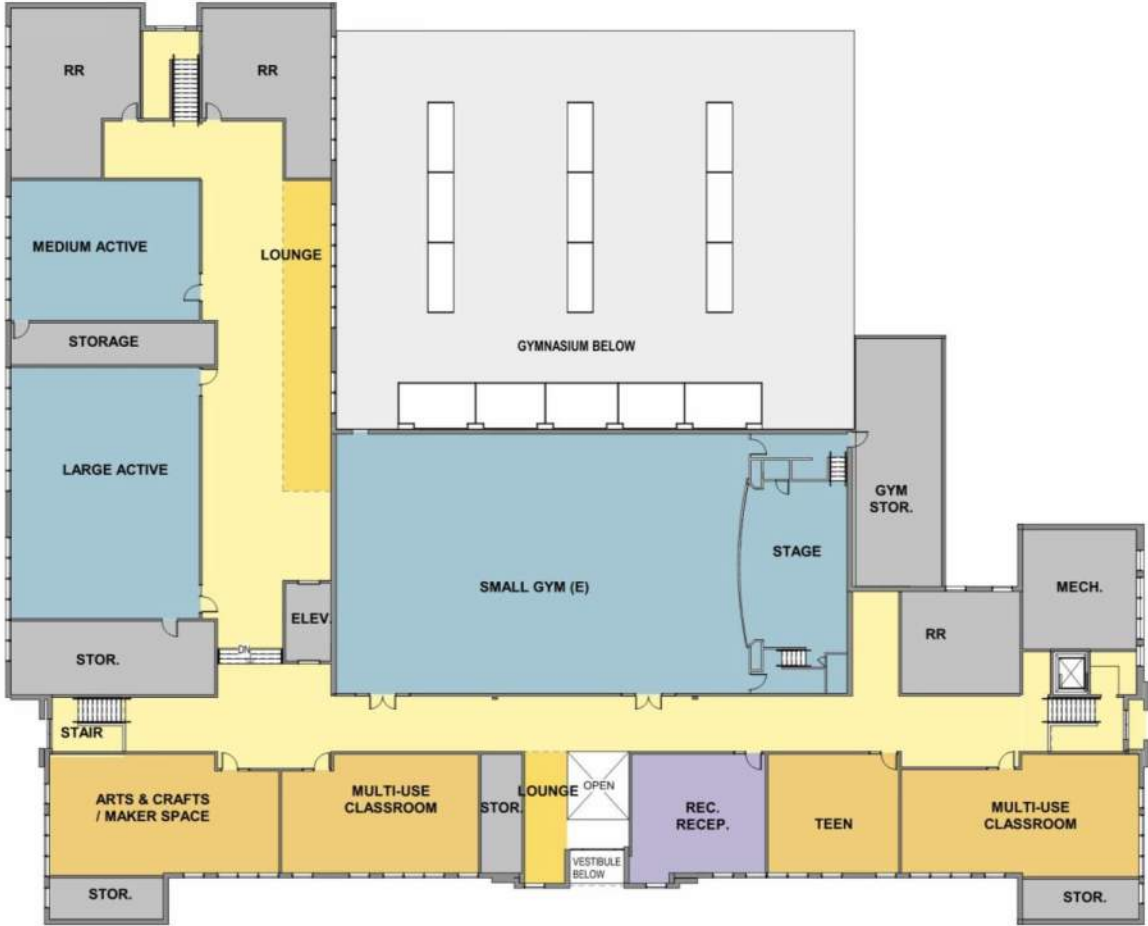 RR
RR
MEDIUM ACTIVE
LOUNGE
STORAGE
GYMNASIUM BELOW
LARGE ACTIVE
GYM
STOR.
STAGE
SMALL GYM (E)
MECH.
ELEV.
RR
STOR.
DN
STAIR
ARTS & CRAFTS
/ MAKER SPACE
MULTI-USE
CLASSROOM
STOR.
LOUNGE
OPEN
REC.
RECEP.
TEEN
MULTI-USE
CLASSROOM
VESTIBULE
BELOW
STOR.
STOR.